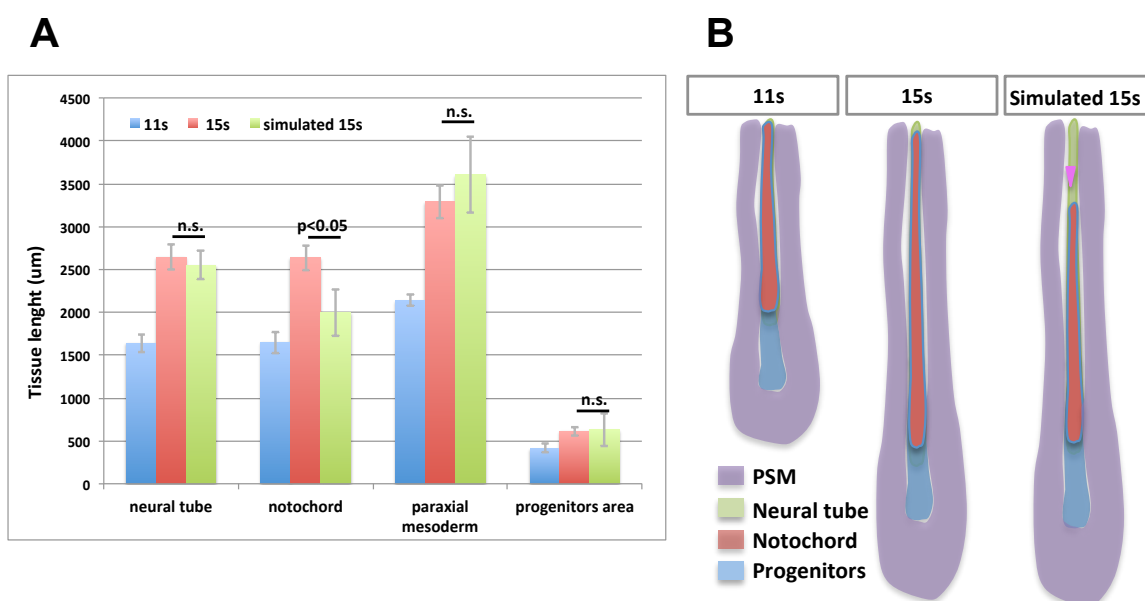 A
B
4500
4000
3500
3000
2500
2000
1500
1000
500
0
Tissue lenght (um)
11s 15s simulated 15s
n.s.
p<0.05
n.s.
n.s.
neural tube
notochord
paraxial
mesoderm
progenitors area
11s
15s
Simulated 15s
PSM
Neural tube
Notochord
Progenitors